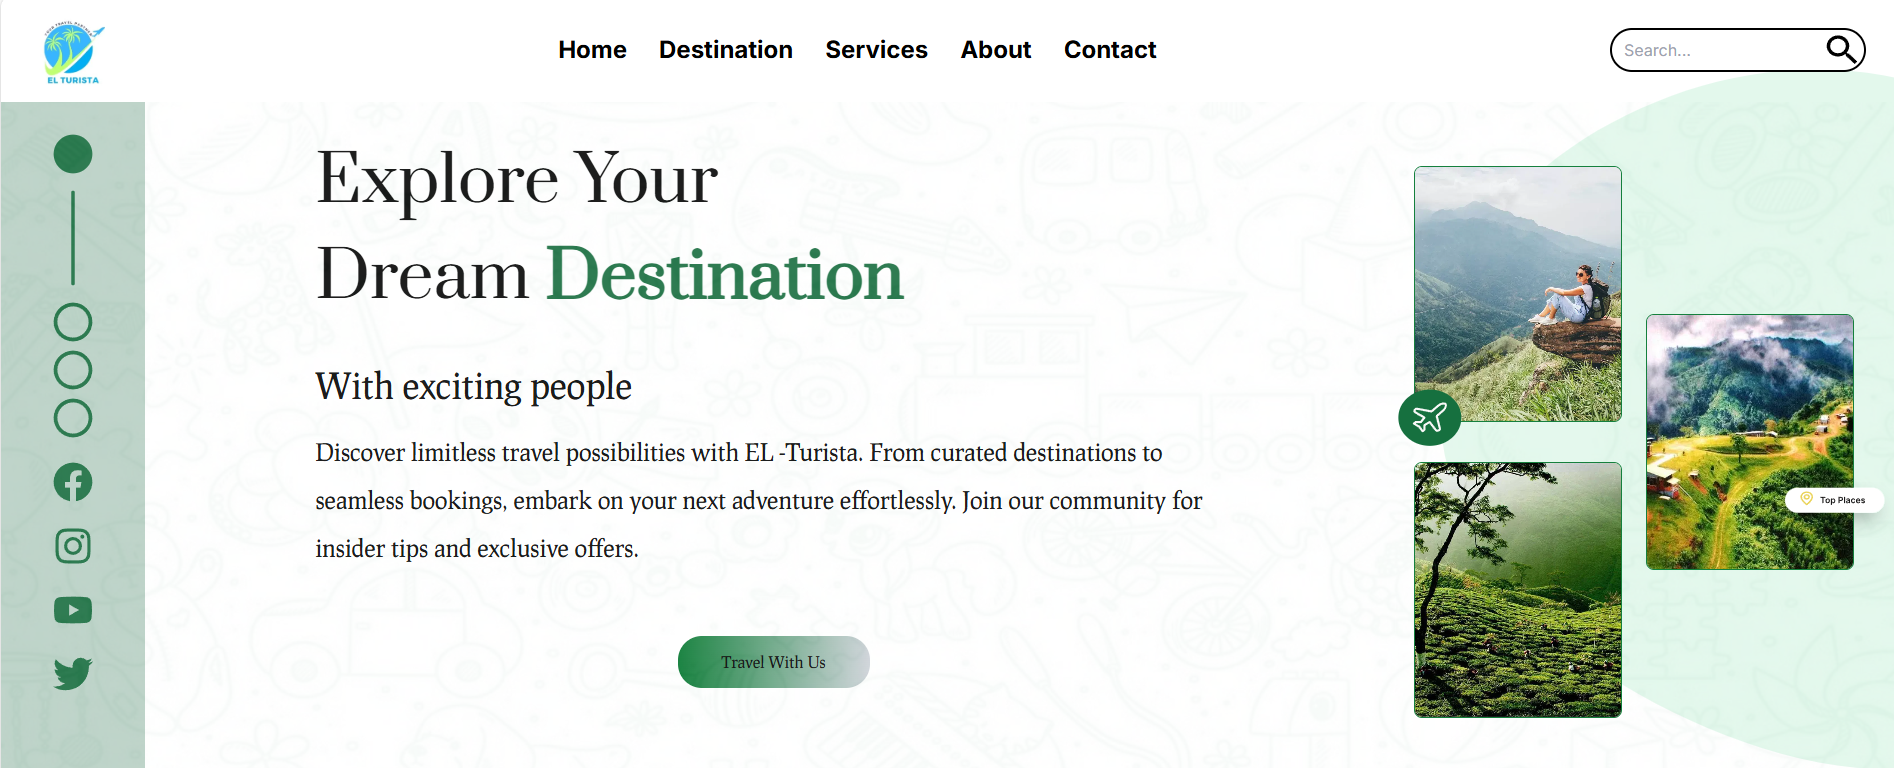 EL TURISTA
Home Destination Services About Contact
Search...
Explore Your
Dream Destination
With exciting people
Discover limitless travel possibilities with EL -Turista. From curated destinations to
seamless bookings, embark on your next adventure effortlessly. Join our community for
insider tips and exclusive offers.
Travel With Us
Top Places